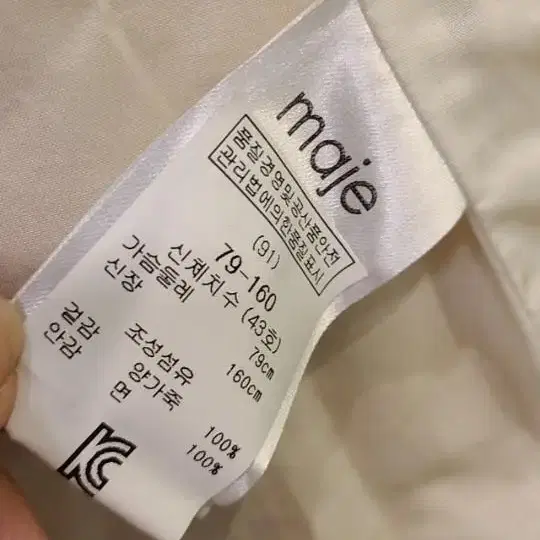 maje
품질경영및공산품안전
관리법에의한품질표시
(91)
79-160
신체치수 (43호)
가슴둘레 79cm
신장 160cm
조성섬유
겉감 양가죽 100%
안감 면 100%